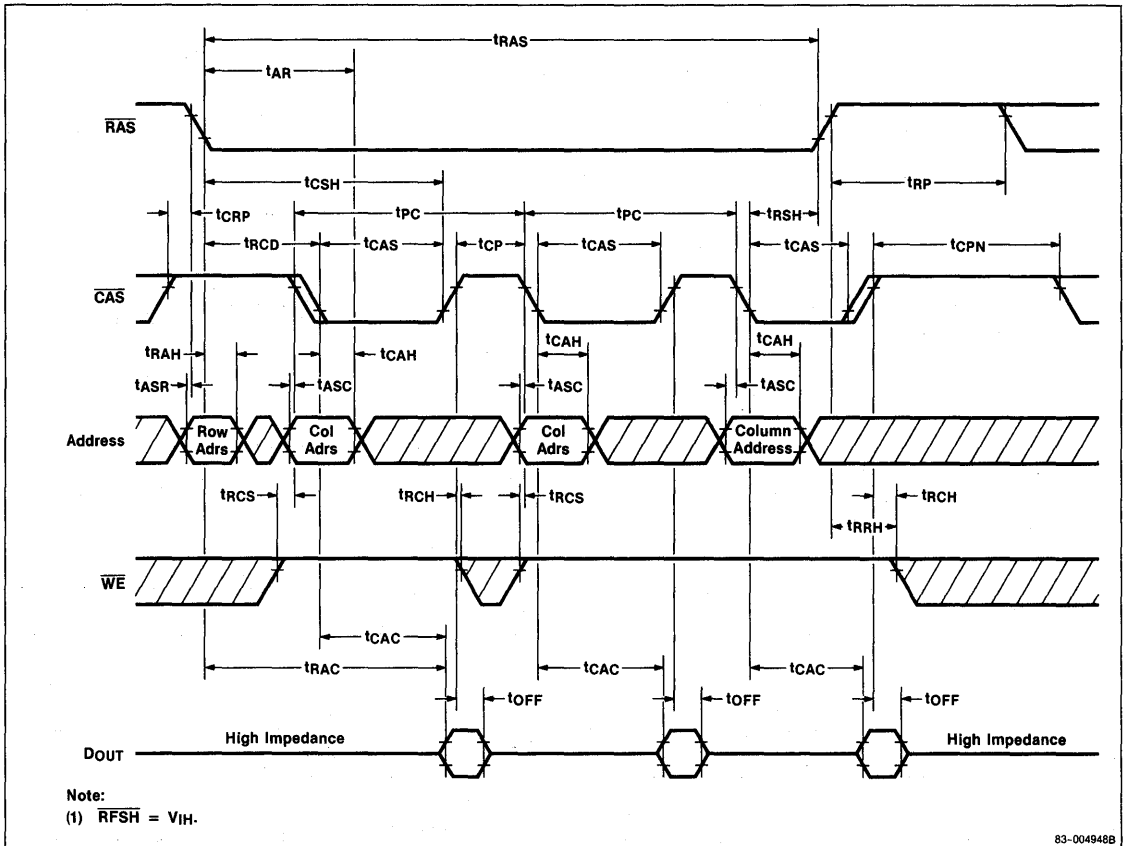 tRAS
tAR
RAS
tCSH
tRP
tCRP
tPC
tPC
tRSH
tRCD
tCAS
tCP
tCAS
tCAS
tCPN
CAS
tRAH
tCAH
tCAH
tCAH
tASR
tASC
tASC
tASC
Address
Row Adrs
Col Adrs
Col Adrs
Column Address
tRCS
tRCH
tRCS
tRCH
tRRH
WE
tCAC
tRAC
tCAC
tCAC
tOFF
tOFF
tOFF
High Impedance
High Impedance
DOUT
Note:
(1) RFSH = VIH.
83-004948B